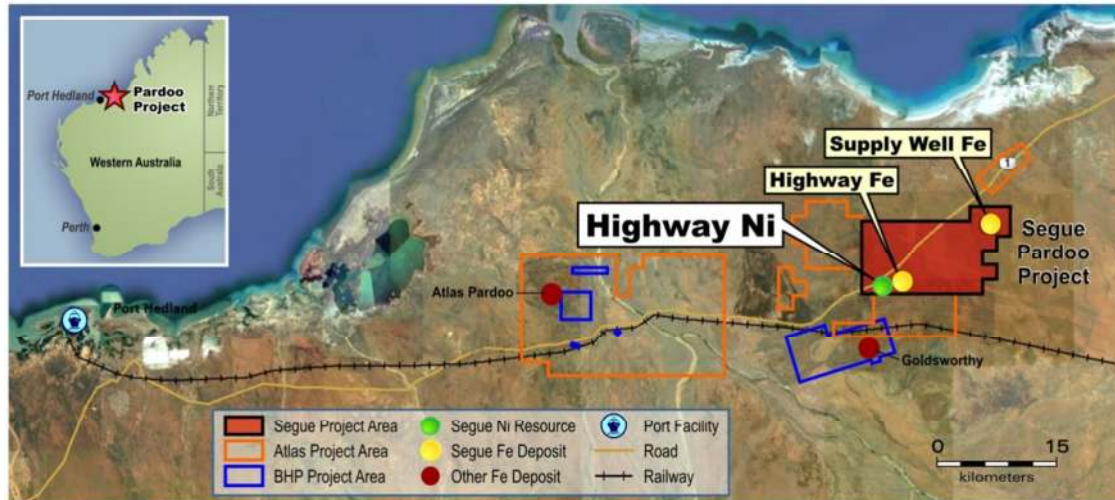 Port Hedland
Pardoo
Project
Northern
Territory
Western Australia
South
Australia
Perth
Supply Well Fe
1
Highway Fe
Highway Ni
Segue
Pardoo
Project
Atlas Pardoo
Port Hedland
Goldsworthy
Segue Project Area
Segue Ni Resource
Port Facility
Atlas Project Area
Segue Fe Deposit
Road
BHP Project Area
Other Fe Deposit
Railway
0 15
kilometers